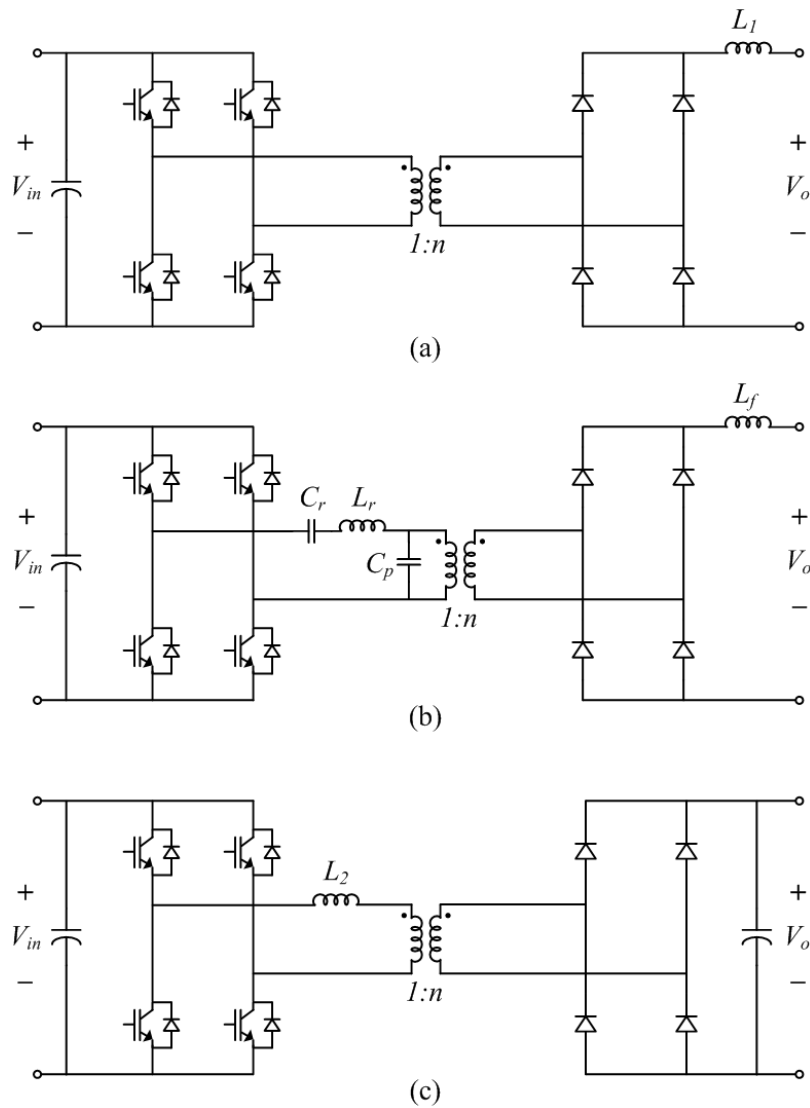 L1
+
Vin
−
+
Vo
−
1:n
(a)
Lf
Cr
Lr
+
Vin
−
Cp
+
Vo
−
1:n
(b)
L2
+
Vin
−
+
Vo
−
1:n
(c)